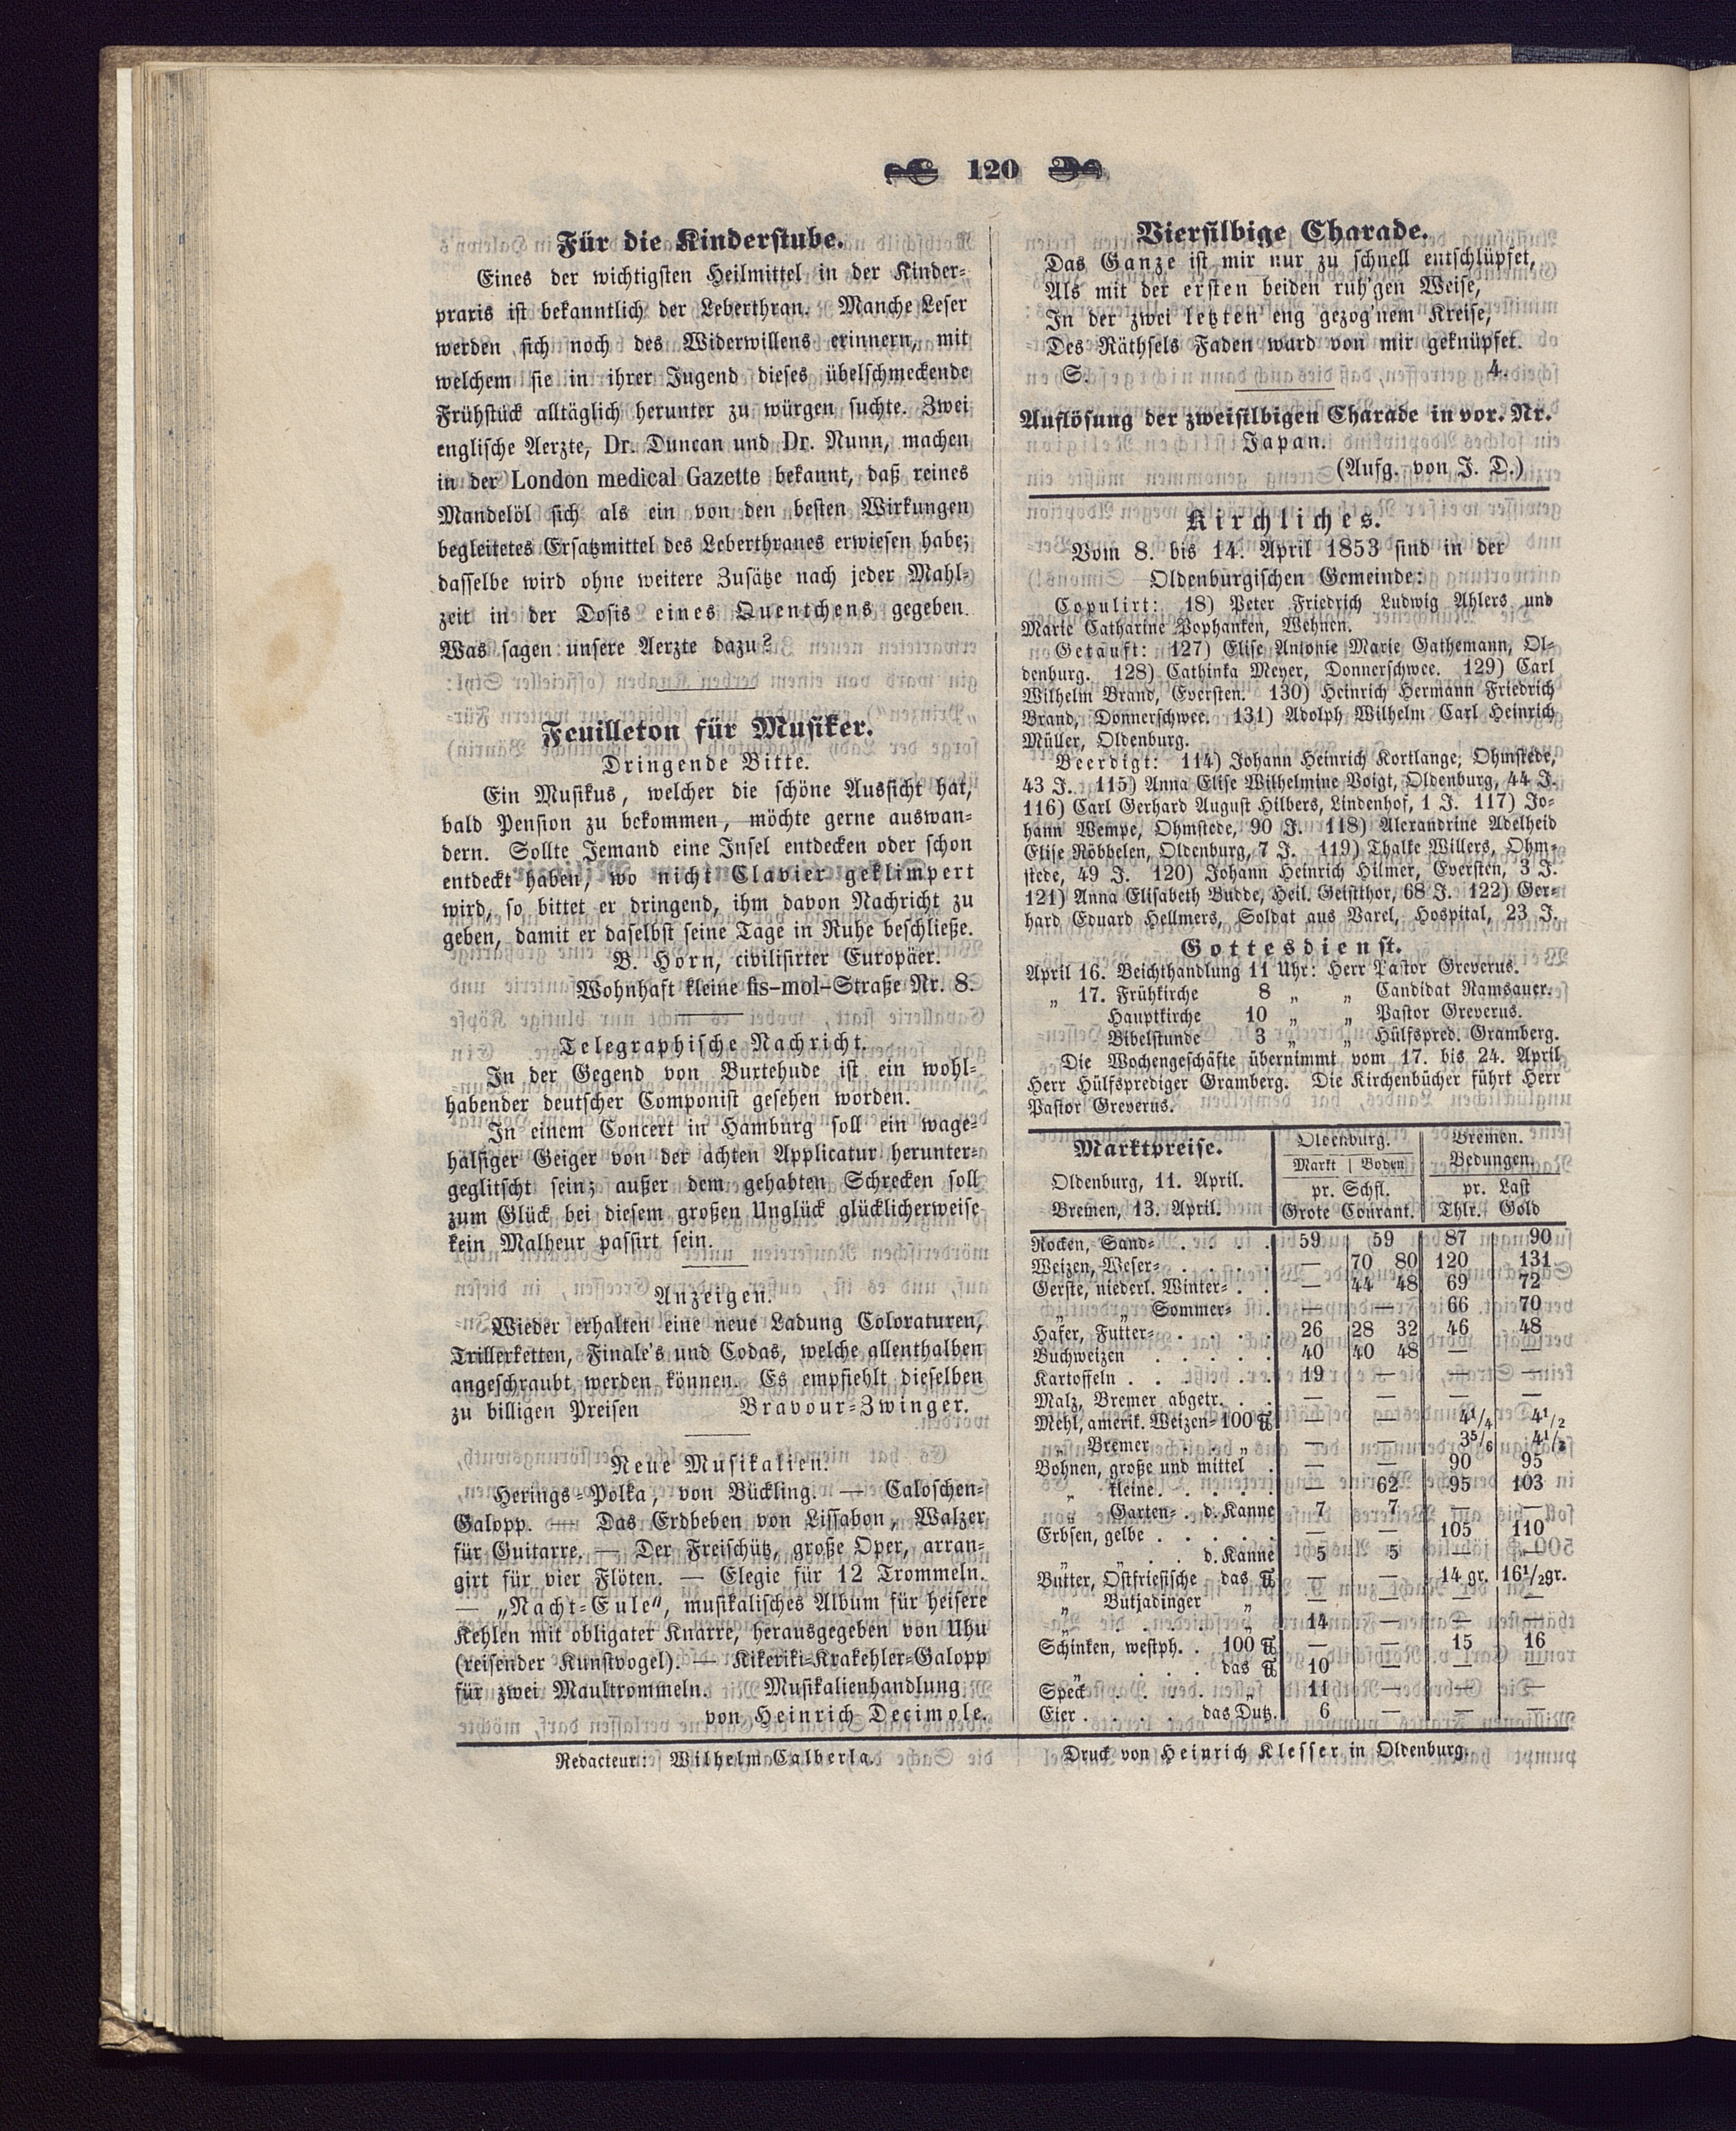 120
Für die Kinderstube.
Eines der wichtigsten Heilmittel in der Kinder-
praxis ist bekanntlich der Leberthran. Manche Leser
werden sich noch des Widerwillens erinnern, mit
welchem sie in ihrer Jugend dieses übelschmeckende
Frühstück alltäglich herunter zu würgen suchte. Zwei
englische Aerzte, Dr. Duncan und Dr. Nunn, machen
in der London medical Gazette bekannt, daß reines
Mandelöl sich als ein von den besten Wirkungen
begleitetes Ersatzmittel des Leberthranes erwiesen habe;
dasselbe wird ohne weitere Zusätze nach jeder Mahl-
zeit in der Dosis eines Quentchens gegeben.
Was sagen unsere Aerzte dazu?
Feuilleton für Musiker.
Dringende Bitte.
Ein Musikus, welcher die schöne Aussicht hat,
bald Pension zu bekommen, möchte gerne auswan-
dern. Sollte Jemand eine Insel entdecken oder schon
entdeckt haben, wo nicht Clavier geklimpert
wird, so bittet er dringend, ihm davon Nachricht zu
geben, damit er daselbst seine Tage in Ruhe beschließe.
B. Horn, civilisirter Europäer.
Wohnhaft kleine fis-mol-Straße Nr. 8.
Telegraphische Nachricht.
In der Gegend von Burtehude ist ein wohl-
habender deutscher Componist gesehen worden.
In einem Concert in Hamburg soll ein wage-
halsiger Geiger von der achten Applicatur herunter-
geglitscht sein; außer dem gehabten Schrecken soll
zum Glück bei diesem großen Unglück glücklicherweise
kein Malheur passirt sein.
Anzeigen.
Wieder erhalten eine neue Ladung Coloraturen,
Trillerketten, Finale's und Codas, welche allenthalben
angeschraubt werden können. Es empfiehlt dieselben
zu billigen Preisen Bravour-Zwinger.
Neue Musikalien.
Herings-Polka, von Bückling. — Caloschen-
Galopp. — Das Erdbeben von Lissabon, Walzer
für Guitarre. — Der Freischütz, große Oper, arran-
girt für vier Flöten. — Elegie für 12 Trommeln.
— „Nacht-Eule“, musikalisches Album für heisere
Kehlen mit obligater Knarre, herausgegeben von Uhu
(reisender Kunstvogel). — Kikeriki-Krakehler-Galopp
für zwei Maultrommeln. Musikalienhandlung
von Heinrich Decimole.
Viersilbige Charade.
Das Ganze ist mir nur zu schnell entschlüpfet,
Als mit der ersten beiden ruh'gen Weise,
In der zwei letzten eng gezog'nem Kreise,
Des Räthsels Faden ward von mir geknüpfet.
S. 4.
Auflösung der zweisilbigen Charade in vor. Nr.
Japan.
(Aufg. von J. D.)
Kirchliches.
Vom 8. bis 14. April 1853 sind in der
Oldenburgischen Gemeinde:
Copulirt: 18) Peter Friedrich Ludwig Ahlers und
Marie Catharine Pophanken, Wehnen.
Getauft: 127) Elise Antonie Marie Gathemann, Ol-
denburg. 128) Cathinka Meyer, Donnerschwee. 129) Carl
Wilhelm Brand, Eversten. 130) Heinrich Hermann Friedrich
Brand, Donnerschwee. 131) Adolph Wilhelm Carl Heinrich
Müller, Oldenburg.
Beerdigt: 114) Johann Heinrich Kortlange, Ohmstede,
43 J. 115) Anna Elise Wilhelmine Voigt, Oldenburg, 44 J.
116) Carl Gerhard August Hilbers, Lindenhof, 1 J. 117) Jo-
hann Wempe, Ohmstede, 90 J. 118) Alexandrine Adelheid
Elise Röbbelen, Oldenburg, 7 J. 119) Thalke Willers, Ohm-
stede, 49 J. 120) Johann Heinrich Hilmer, Eversten, 3 J.
121) Anna Elisabeth Budde, Heil. Geistthor, 68 J. 122) Ger-
hard Eduard Hellmers, Soldat aus Varel, Hospital, 23 J.
Gottesdienst.
April 16. Beichthandlung 11 Uhr: Herr Pastor Greverus.
„ 17. Frühkirche 8 „ „ Candidat Ramsauer.
Hauptkirche 10 „ „ Pastor Greverus.
Bibelstunde 3 „ „ Hülfspred. Gramberg.
Die Wochengeschäfte übernimmt vom 17. bis 24. April
Herr Hülfsprediger Gramberg. Die Kirchenbücher führt Herr
Pastor Greverus.
Marktpreise. Oldenburg. Bremen.
Markt | Boden Bedungen.
Oldenburg, 11. April. pr. Schfl. pr. Last
Bremen, 13. April. Grote Courant. Thlr. Gold
Rocken, Sand- . . . . . 59 59 87 90
Weizen, Weser- . . . . — 70 80 120 131
Gerste, niederl. Winter- . . — 44 48 69 72
„ „ Sommer- . — — 66 70
Hafer, Futter- . . . . . 26 28 32 46 48
Buchweizen . . . . . 40 40 48 — —
Kartoffeln . . . . . . 19 — — —
Malz, Bremer abgetr. . . — — — —
Mehl, amerik. Weizen- 100 ℔ — — 4¹/₄ 4¹/₂
„ Bremer . . . „ — — 3⁵/₆ 4¹/₃
Bohnen, große und mittel . — — 90 95
„ kleine . . . . . — 62 95 103
„ Garten- . d. Kanne 7 7 — —
Erbsen, gelbe . . . . . — — 105 110
„ „ . . d. Kanne 5 5 — —
Butter, Ostfriesische das ℔ — — 14 gr. 16¹/₂gr.
„ Butjadinger „ — — — —
„ . . . . „ 14 — — —
Schinken, westph. . 100 ℔ — — 15 16
„ . . . das ℔ 10 — — —
Speck . . . . „ 11 — — —
Eier . . . . das Dutz. 6 — — —
Redacteur: Wilhelm Calberla. Druck von Heinrich Klesser in Oldenburg.